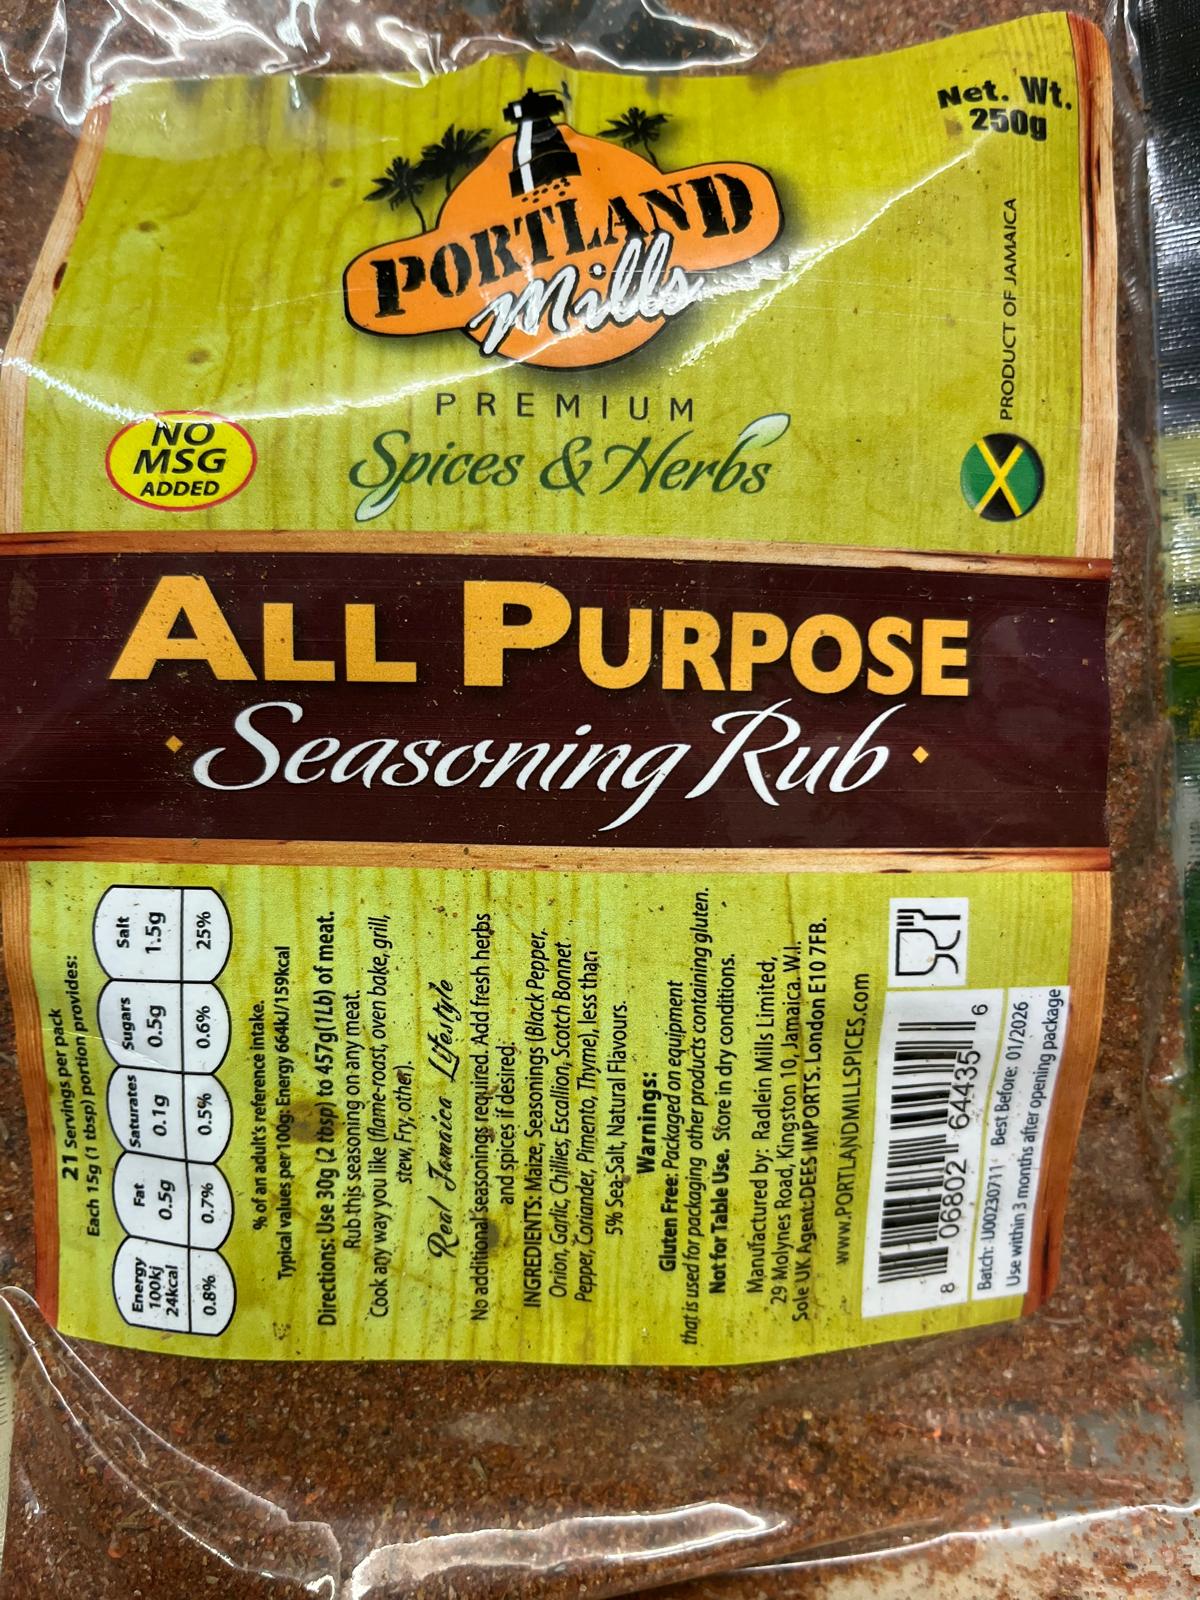 Net. Wt.
250g
PORTLAND
Mills
PRODUCT OF JAMAICA
PREMIUM
Spices & Herbs
NO
MSG
ADDED
ALL PURPOSE
Seasoning Rub
21 Servings per pack
Each 15g (1 tbsp) portion provides:
Energy Fat Saturates Sugars Salt
100kj 24kcal 0.5g 0.1g 0.5g 1.5g
0.8% 0.7% 0.5% 0.6% 25%
% of an adult's reference intake.
Typical values per 100g: Energy 664kJ/159kcal
Directions: Use 30g (2 tbsp) to 457g(1Lb) of meat.
Rub this seasoning on any meat.
Cook any way you like (flame-roast, oven bake, grill,
stew, Fry, other).
Real Jamaica Lifestyle
No additional seasonings required. Add fresh herbs
and spices if desired.
INGREDIENTS: Maize, Seasonings (Black Pepper,
Onion, Garlic, Chillies, Escallion, Scotch Bonnet
Pepper, Coriander, Pimento, Thyme), less than
5% Sea-Salt, Natural Flavours.
Warnings:
Gluten Free: Packaged on equipment
that is used for packaging other products containing gluten.
Not for Table Use. Store in dry conditions.
Manufactured by: Radlein Mills Limited,
29 Molynes Road, Kingston 10, Jamaica. W.I.
Sole UK Agent: DEES IMPORTS. London E10 7FB.
www.PORTLANDMILLSPICES.com
8 06802 64435 6
Batch: U00230711 Best Before: 01/2026
Use within 3 months after opening package